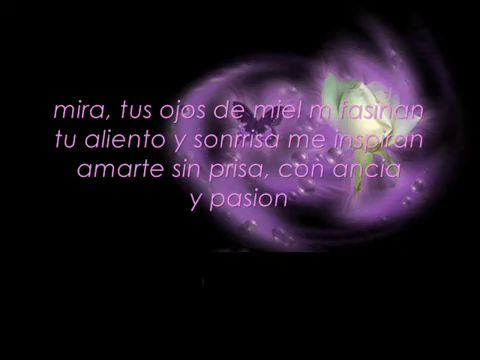 mira, tus ojos de miel m fasinan
tu aliento y sonrrisa me inspiran
amarte sin prisa, con ancia
y pasion